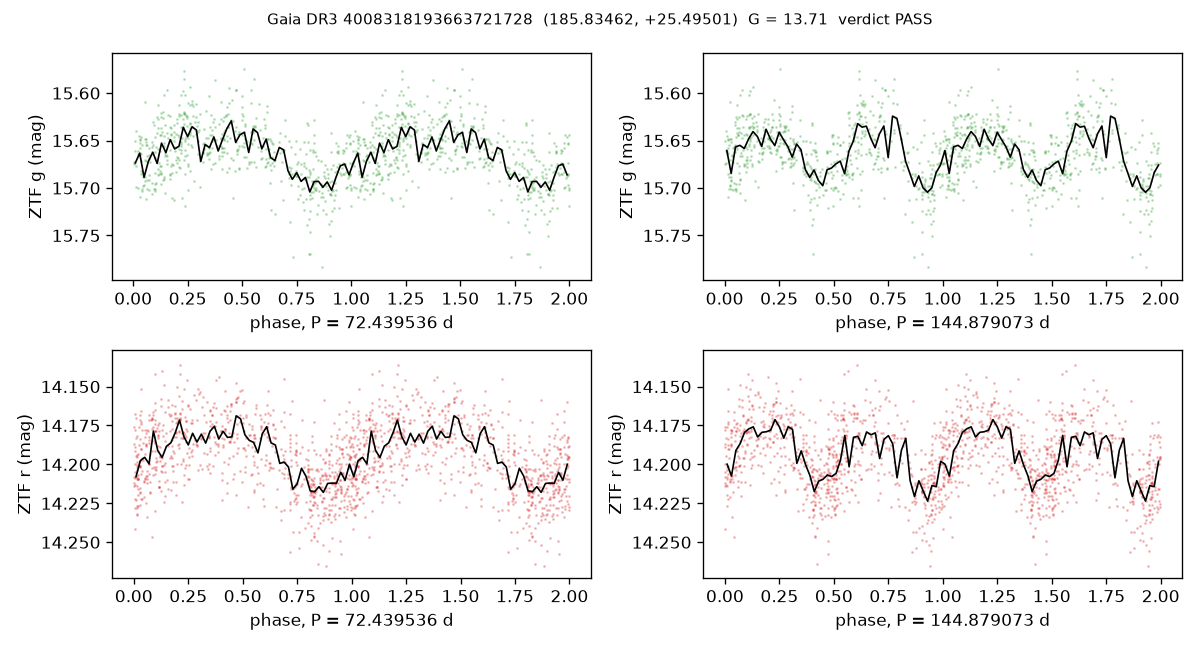 Gaia DR3 4008318193663721728 (185.83462, +25.49501) G = 13.71 verdict PASS
ZTF g (mag)
15.60
15.65
15.70
15.75
0.00 0.25 0.50 0.75 1.00 1.25 1.50 1.75 2.00
phase, P = 72.439536 d
ZTF g (mag)
15.60
15.65
15.70
15.75
0.00 0.25 0.50 0.75 1.00 1.25 1.50 1.75 2.00
phase, P = 144.879073 d
ZTF r (mag)
14.150
14.175
14.200
14.225
14.250
0.00 0.25 0.50 0.75 1.00 1.25 1.50 1.75 2.00
phase, P = 72.439536 d
ZTF r (mag)
14.150
14.175
14.200
14.225
14.250
0.00 0.25 0.50 0.75 1.00 1.25 1.50 1.75 2.00
phase, P = 144.879073 d